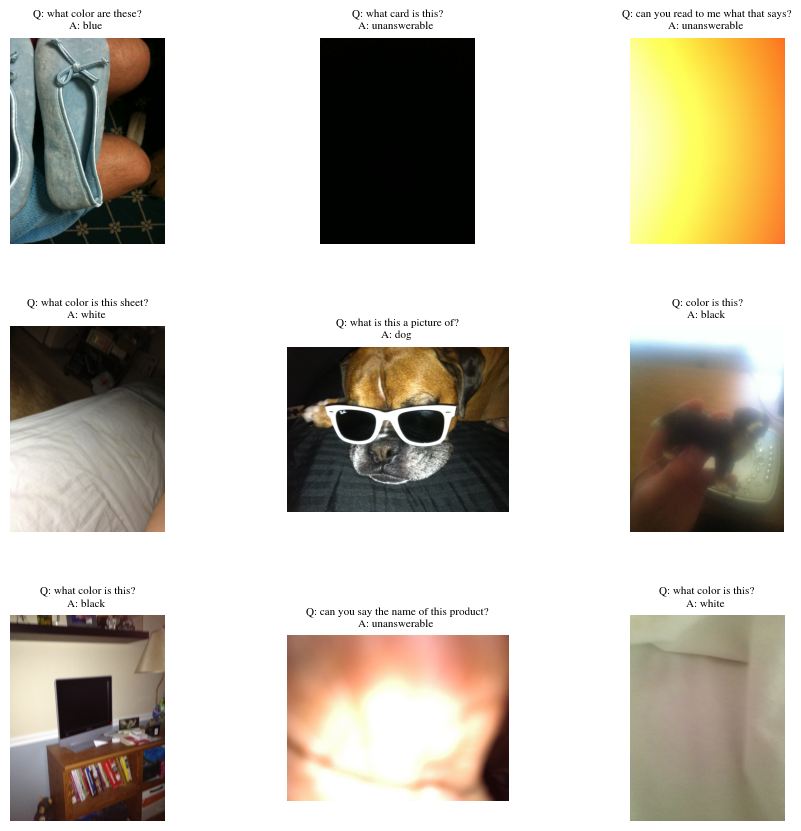 Q: what color are these?
A: blue
Q: what card is this?
A: unanswerable
Q: can you read to me what that says?
A: unanswerable
Q: what color is this sheet?
A: white
Q: what is this a picture of?
A: dog
Q: color is this?
A: black
Q: what color is this?
A: black
Q: can you say the name of this product?
A: unanswerable
Q: what color is this?
A: white